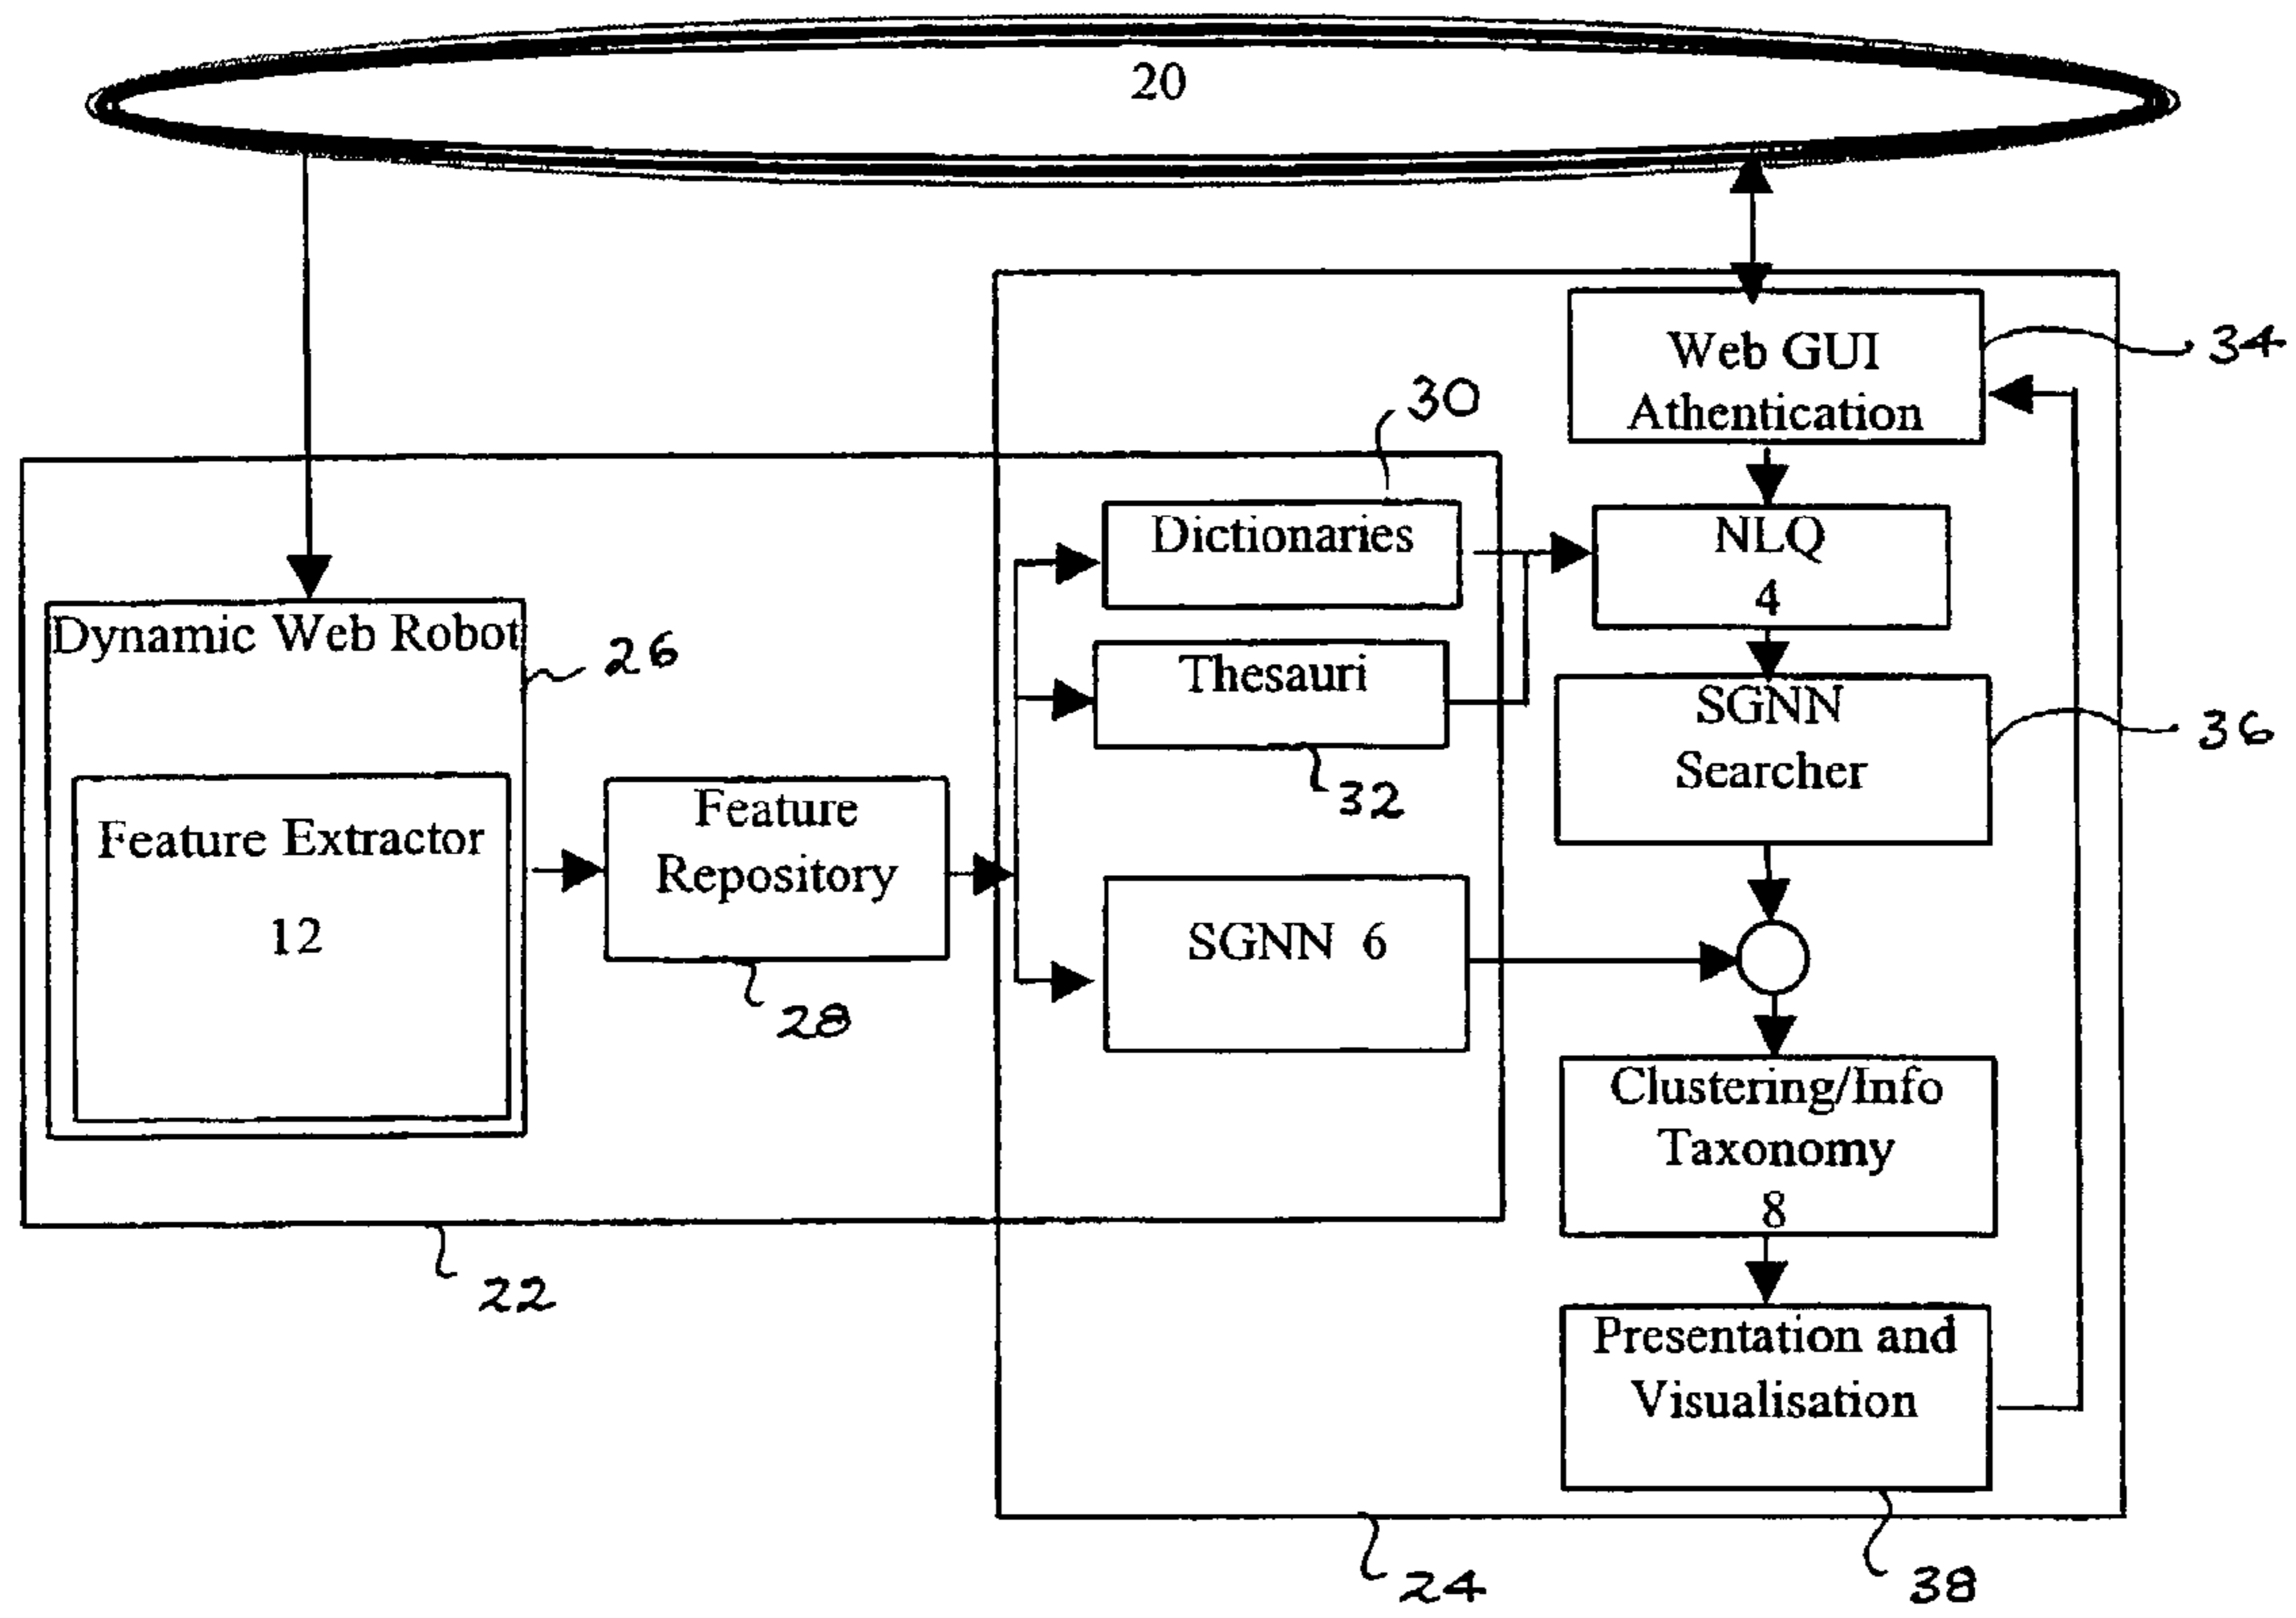 20
Web GUI
Athentication
34
30
Dictionaries
NLQ
4
Dynamic Web Robot
26
Thesauri
32
SGNN
Searcher
36
Feature Extractor
12
Feature
Repository
28
SGNN 6
Clustering/Info
Taxonomy
8
22
Presentation and
Visualisation
24
38